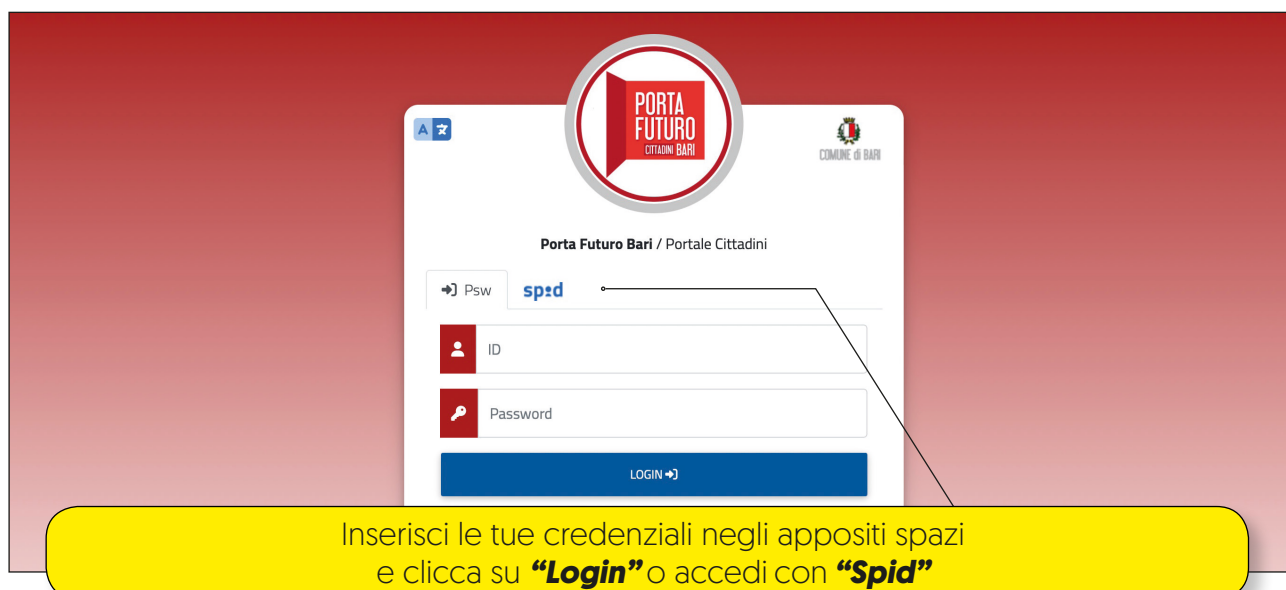 PORTA
FUTURO
CITTADINI BARI
COMUNE di BARI
Porta Futuro Bari / Portale Cittadini
Psw
spid
ID
Password
LOGIN
Inserisci le tue credenziali negli appositi spazi
e clicca su “Login” o accedi con “Spid”